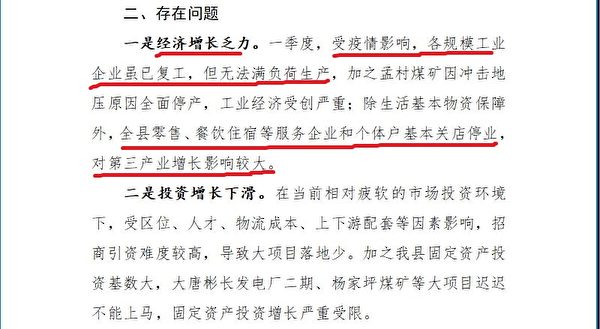 二、存在问题
一是经济增长乏力。一季度，受疫情影响，各规模工业
企业虽已复工，但无法满负荷生产，加之孟村煤矿因冲击地
压原因全面停产，工业经济受创严重；除生活基本物资保障
外，全县零售、餐饮住宿等服务企业和个体户基本关店停业，
对第三产业增长影响较大。
二是投资增长下滑。在当前相对疲软的市场投资环境
下，受区位、人才、物流成本、上下游配套等因素影响，招
商引资难度较高，导致大项目落地少。加之我县固定资产投
资基数大，大唐彬长发电厂二期、杨家坪煤矿等大项目迟迟
不能上马，固定资产投资增长严重受限。